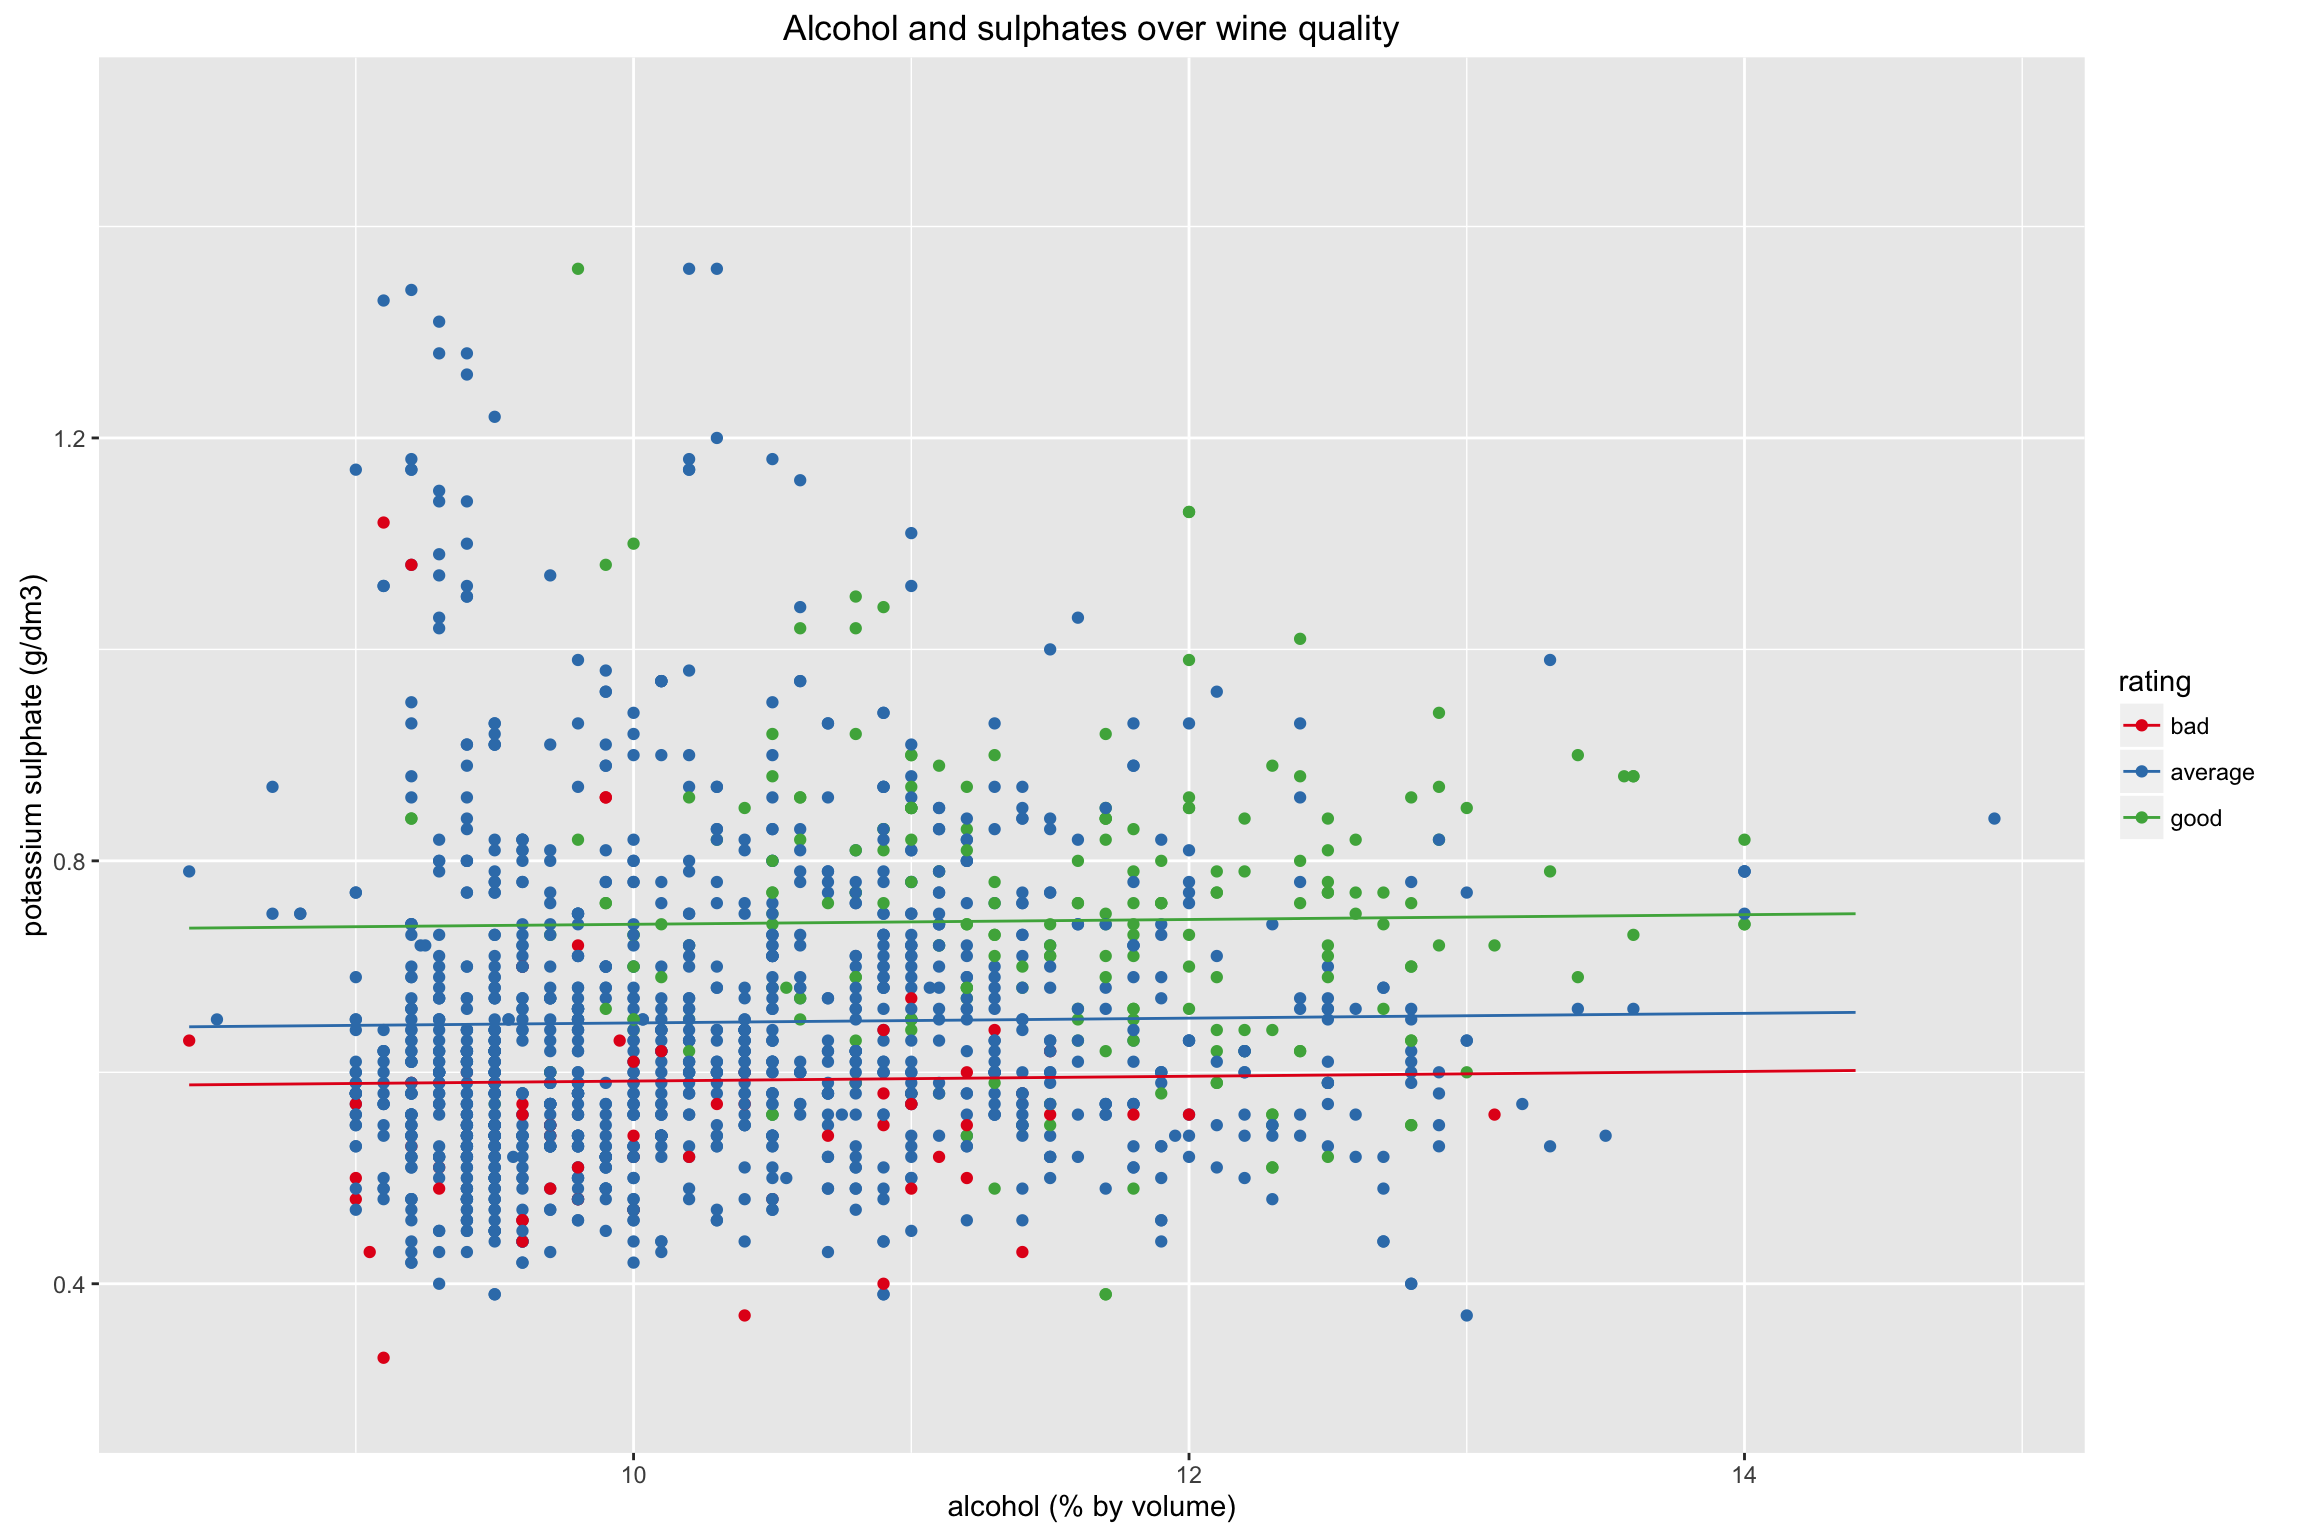 Alcohol and sulphates over wine quality
potassium sulphate (g/dm3)
1.2
0.8
0.4
10
12
14
alcohol (% by volume)
rating
bad
average
good